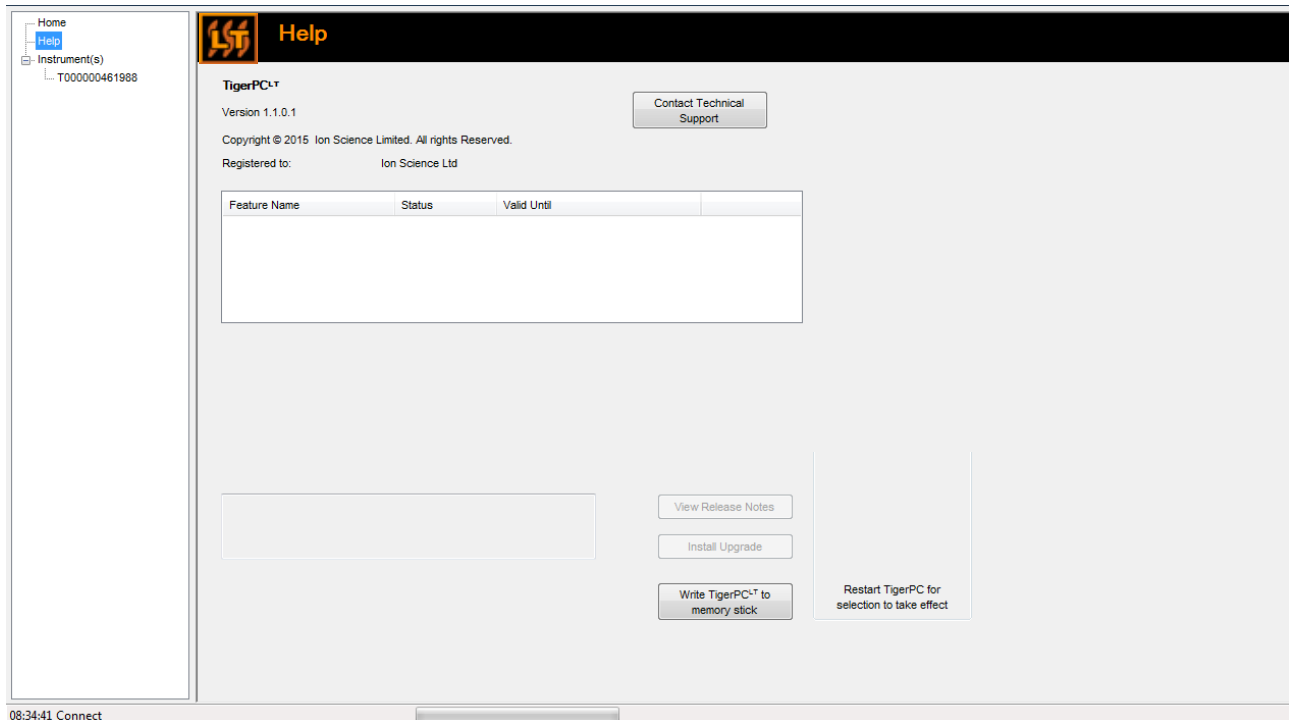 Home
Help
Instrument(s)
T000000461988
LT
Help
TigerPCᴸᵀ
Version 1.1.0.1
Contact Technical
Support
Copyright © 2015 Ion Science Limited. All rights Reserved.
Registered to: Ion Science Ltd
Feature Name Status Valid Until
View Release Notes
Install Upgrade
Write TigerPCᴸᵀ to
memory stick
Restart TigerPC for
selection to take effect
08:34:41 Connect